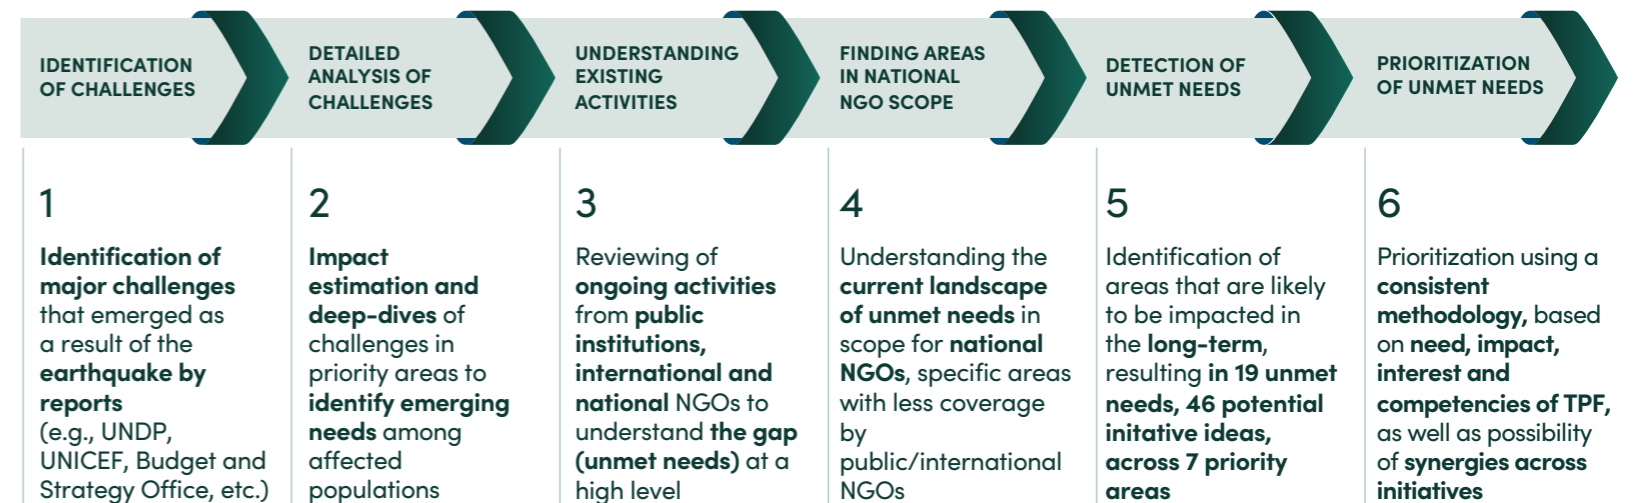 IDENTIFICATION
OF CHALLENGES
DETAILED
ANALYSIS OF
CHALLENGES
UNDERSTANDING
EXISTING
ACTIVITIES
FINDING AREAS
IN NATIONAL
NGO SCOPE
DETECTION OF
UNMET NEEDS
PRIORITIZATION
OF UNMET NEEDS
1
Identification of
major challenges
that emerged as
a result of the
earthquake by
reports
(e.g., UNDP,
UNICEF, Budget and
Strategy Office, etc.)
2
Impact
estimation and
deep-dives of
challenges in
priority areas to
identify emerging
needs among
affected
populations
3
Reviewing of
ongoing activities
from public
institutions,
international and
national NGOs to
understand the gap
(unmet needs) at a
high level
4
Understanding the
current landscape
of unmet needs in
scope for national
NGOs, specific areas
with less coverage
by
public/international
NGOs
5
Identification of
areas that are likely
to be impacted in
the long-term,
resulting in 19 unmet
needs, 46 potential
initative ideas,
across 7 priority
areas
6
Prioritization using a
consistent
methodology, based
on need, impact,
interest and
competencies of TPF,
as well as possibility
of synergies across
initiatives